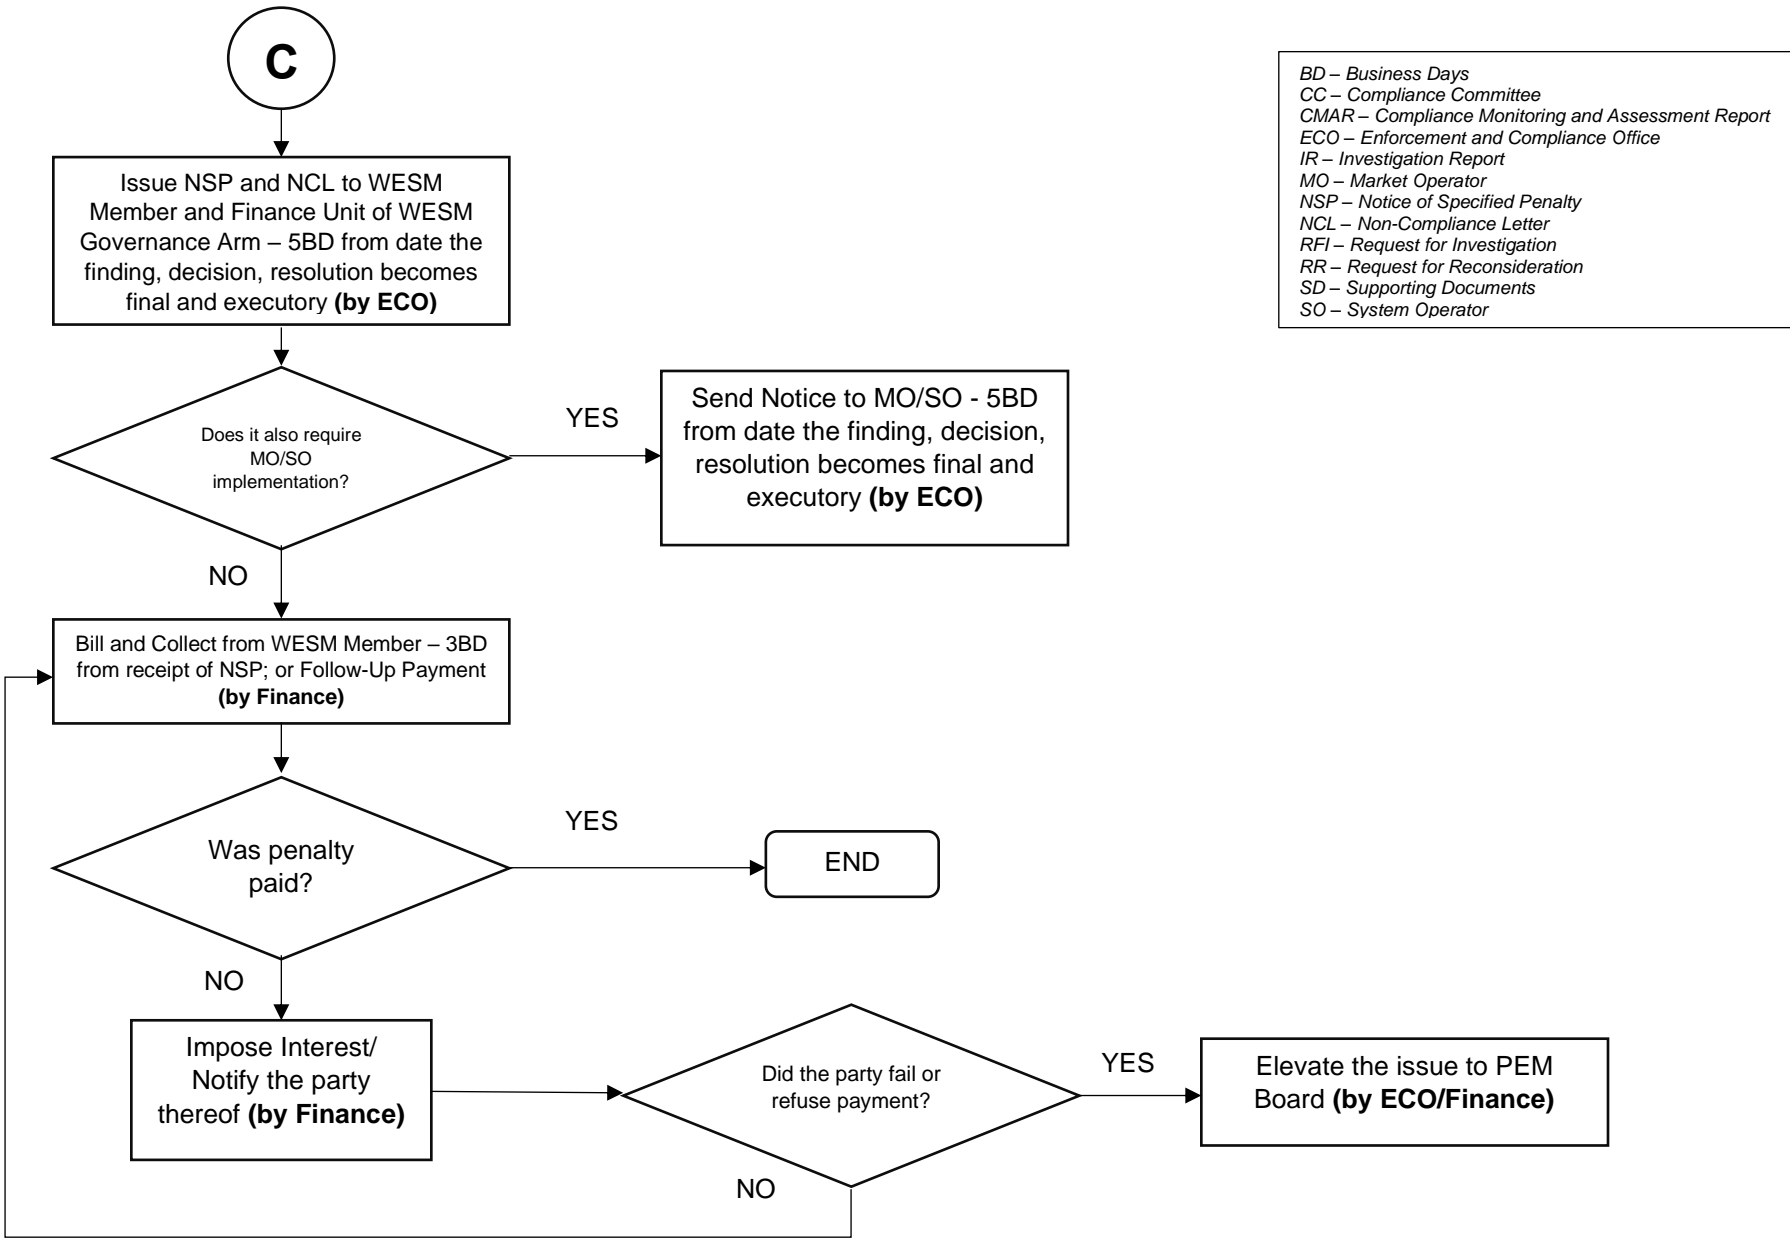 C
BD – Business Days
CC – Compliance Committee
CMAR – Compliance Monitoring and Assessment Report
ECO – Enforcement and Compliance Office
IR – Investigation Report
MO – Market Operator
NSP – Notice of Specified Penalty
NCL – Non-Compliance Letter
RFI – Request for Investigation
RR – Request for Reconsideration
SD – Supporting Documents
SO – System Operator
Issue NSP and NCL to WESM
Member and Finance Unit of WESM
Governance Arm – 5BD from date the
finding, decision, resolution becomes
final and executory (by ECO)
Does it also require
MO/SO
implementation?
YES
Send Notice to MO/SO - 5BD
from date the finding, decision,
resolution becomes final and
executory (by ECO)
NO
Bill and Collect from WESM Member – 3BD
from receipt of NSP; or Follow-Up Payment
(by Finance)
Was penalty
paid?
YES
END
NO
Impose Interest/
Notify the party
thereof (by Finance)
Did the party fail or
refuse payment?
YES
Elevate the issue to PEM
Board (by ECO/Finance)
NO